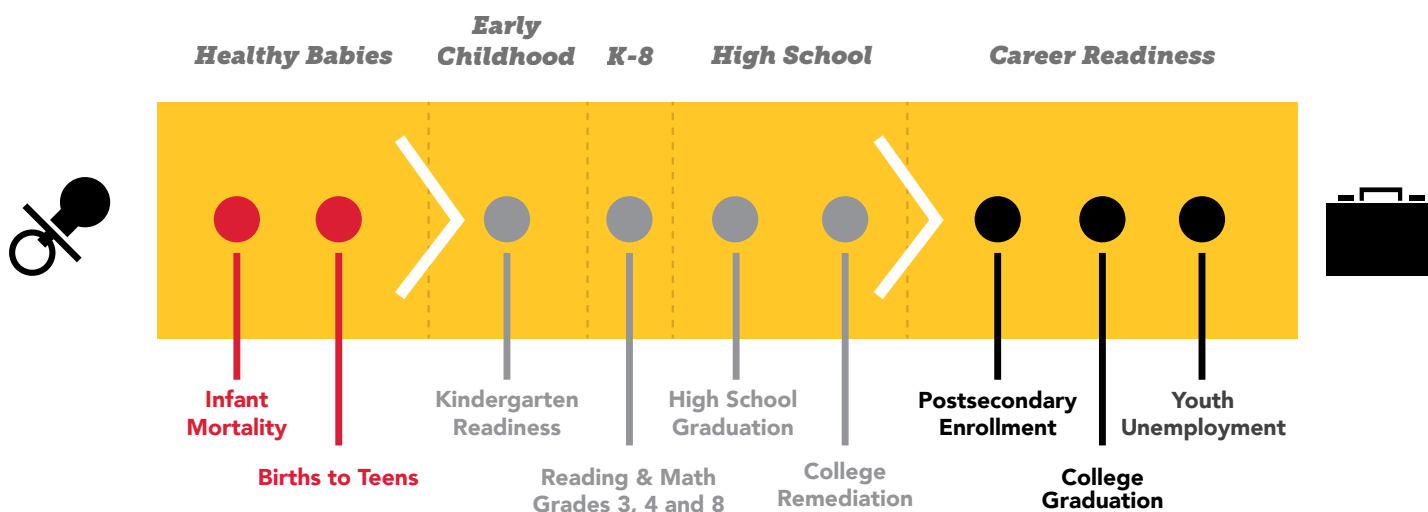 Healthy Babies
Early
Childhood
K-8
High School
Career Readiness
Infant
Mortality
Births to Teens
Kindergarten
Readiness
Reading & Math
Grades 3, 4 and 8
High School
Graduation
College
Remediation
Postsecondary
Enrollment
College
Graduation
Youth
Unemployment